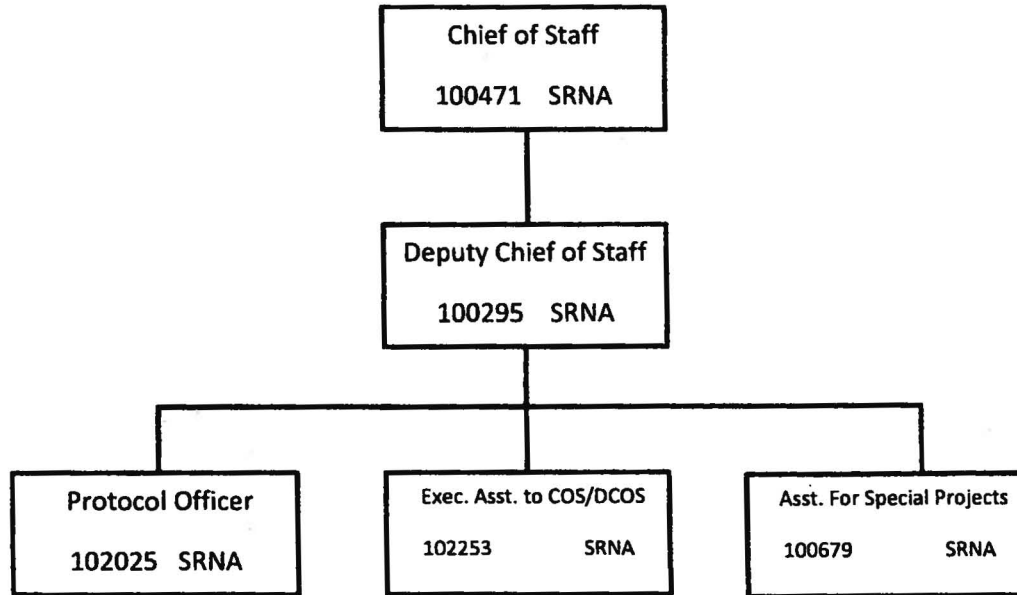 Chief of Staff
100471 SRNA
Deputy Chief of Staff
100295 SRNA
Protocol Officer
102025 SRNA
Exec. Asst. to COS/DCOS
102253 SRNA
Asst. For Special Projects
100679 SRNA